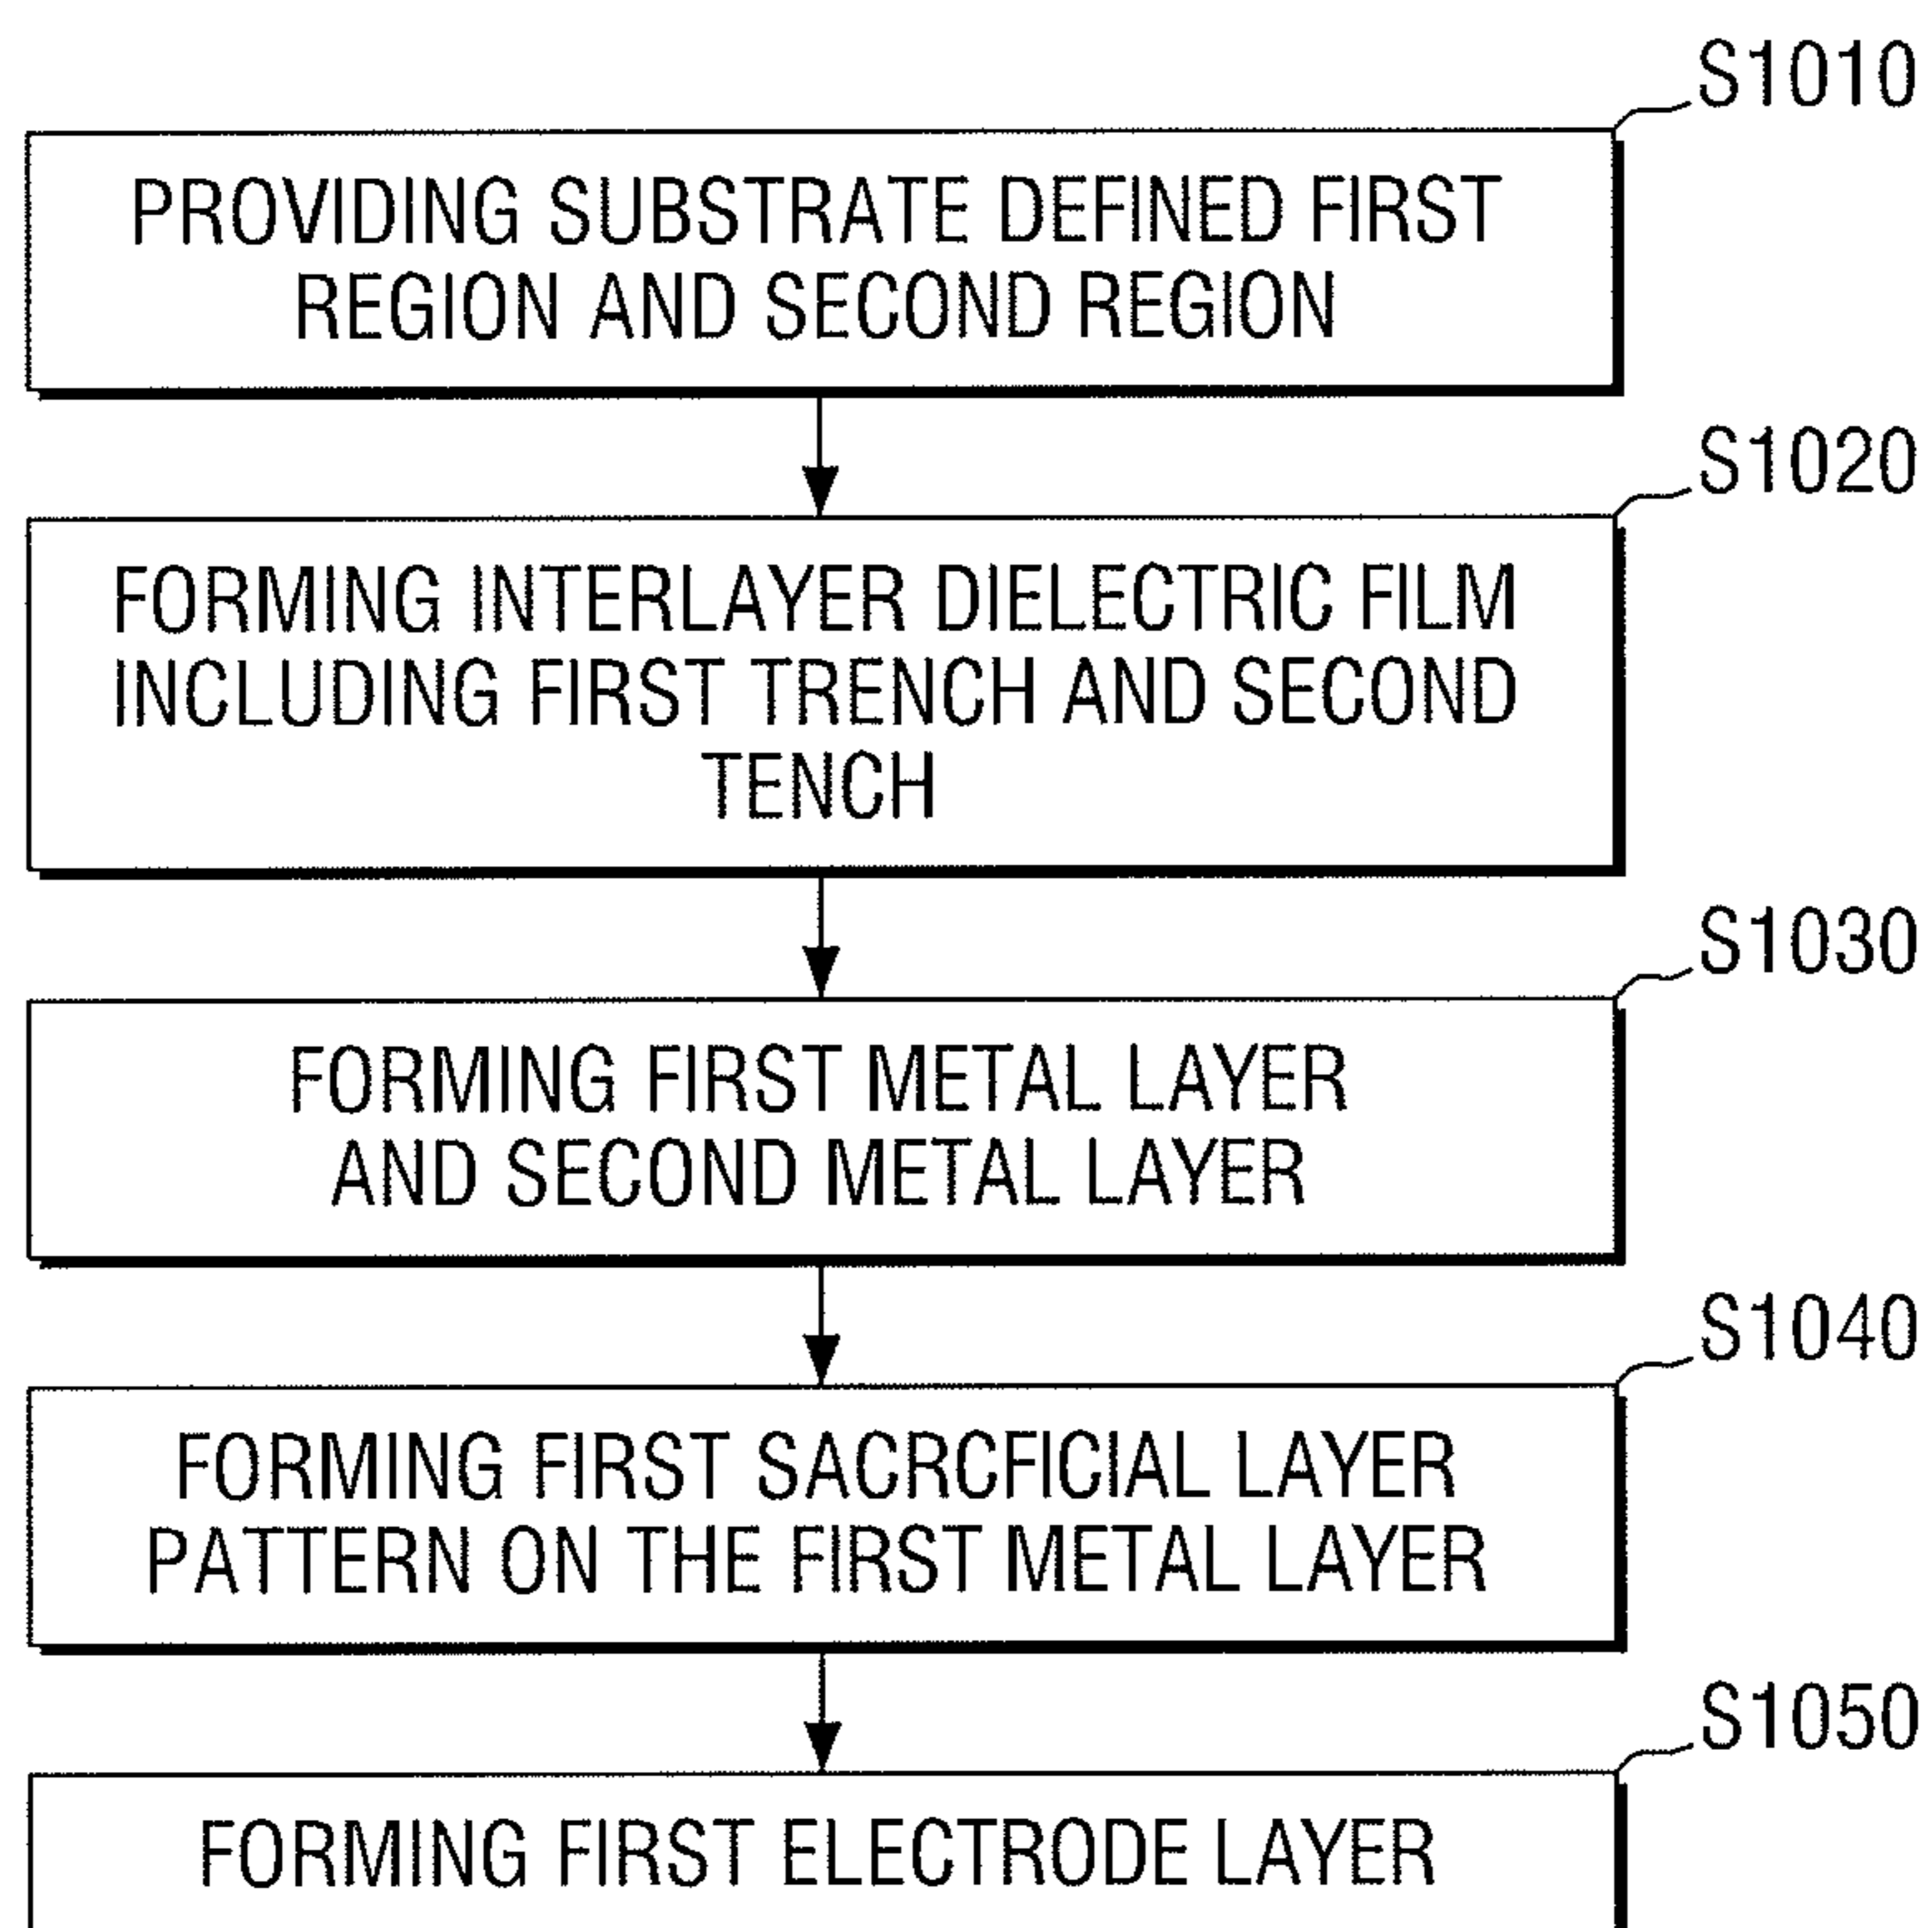 S1010
PROVIDING SUBSTRATE DEFINED FIRST
REGION AND SECOND REGION
S1020
FORMING INTERLAYER DIELECTRIC FILM
INCLUDING FIRST TRENCH AND SECOND
TENCH
S1030
FORMING FIRST METAL LAYER
AND SECOND METAL LAYER
S1040
FORMING FIRST SACRCFICIAL LAYER
PATTERN ON THE FIRST METAL LAYER
S1050
FORMING FIRST ELECTRODE LAYER